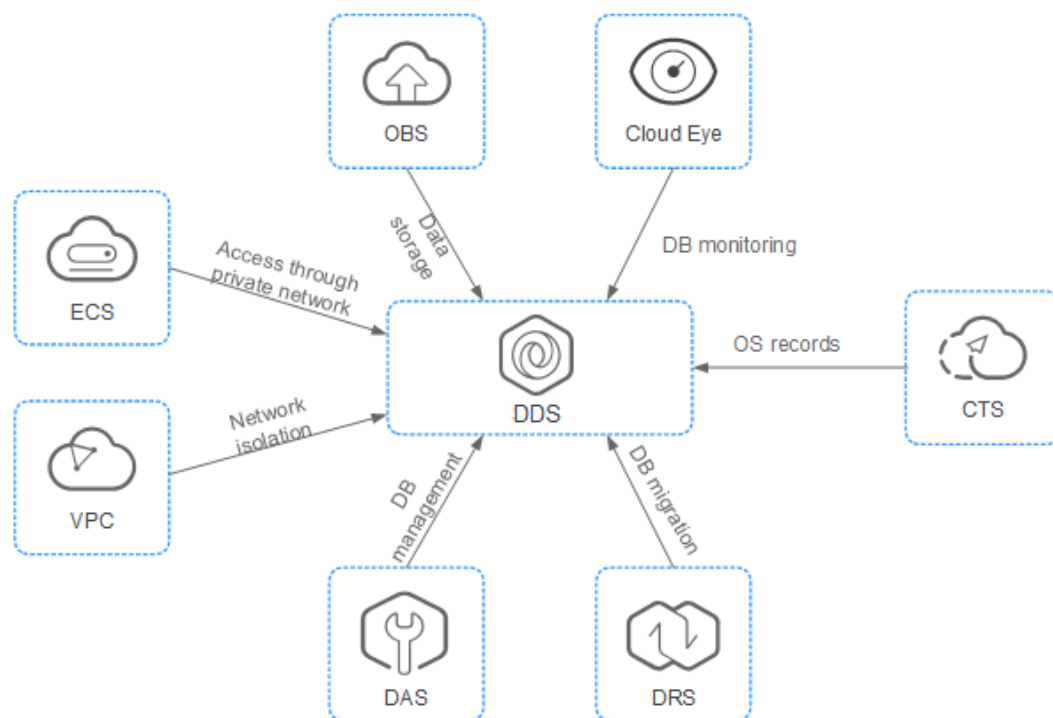 OBS
Cloud Eye
Data
storage
DB monitoring
Access through
private network
ECS
OS records
DDS
CTS
Network
isolation
VPC
DB
management
DB migration
DAS
DRS